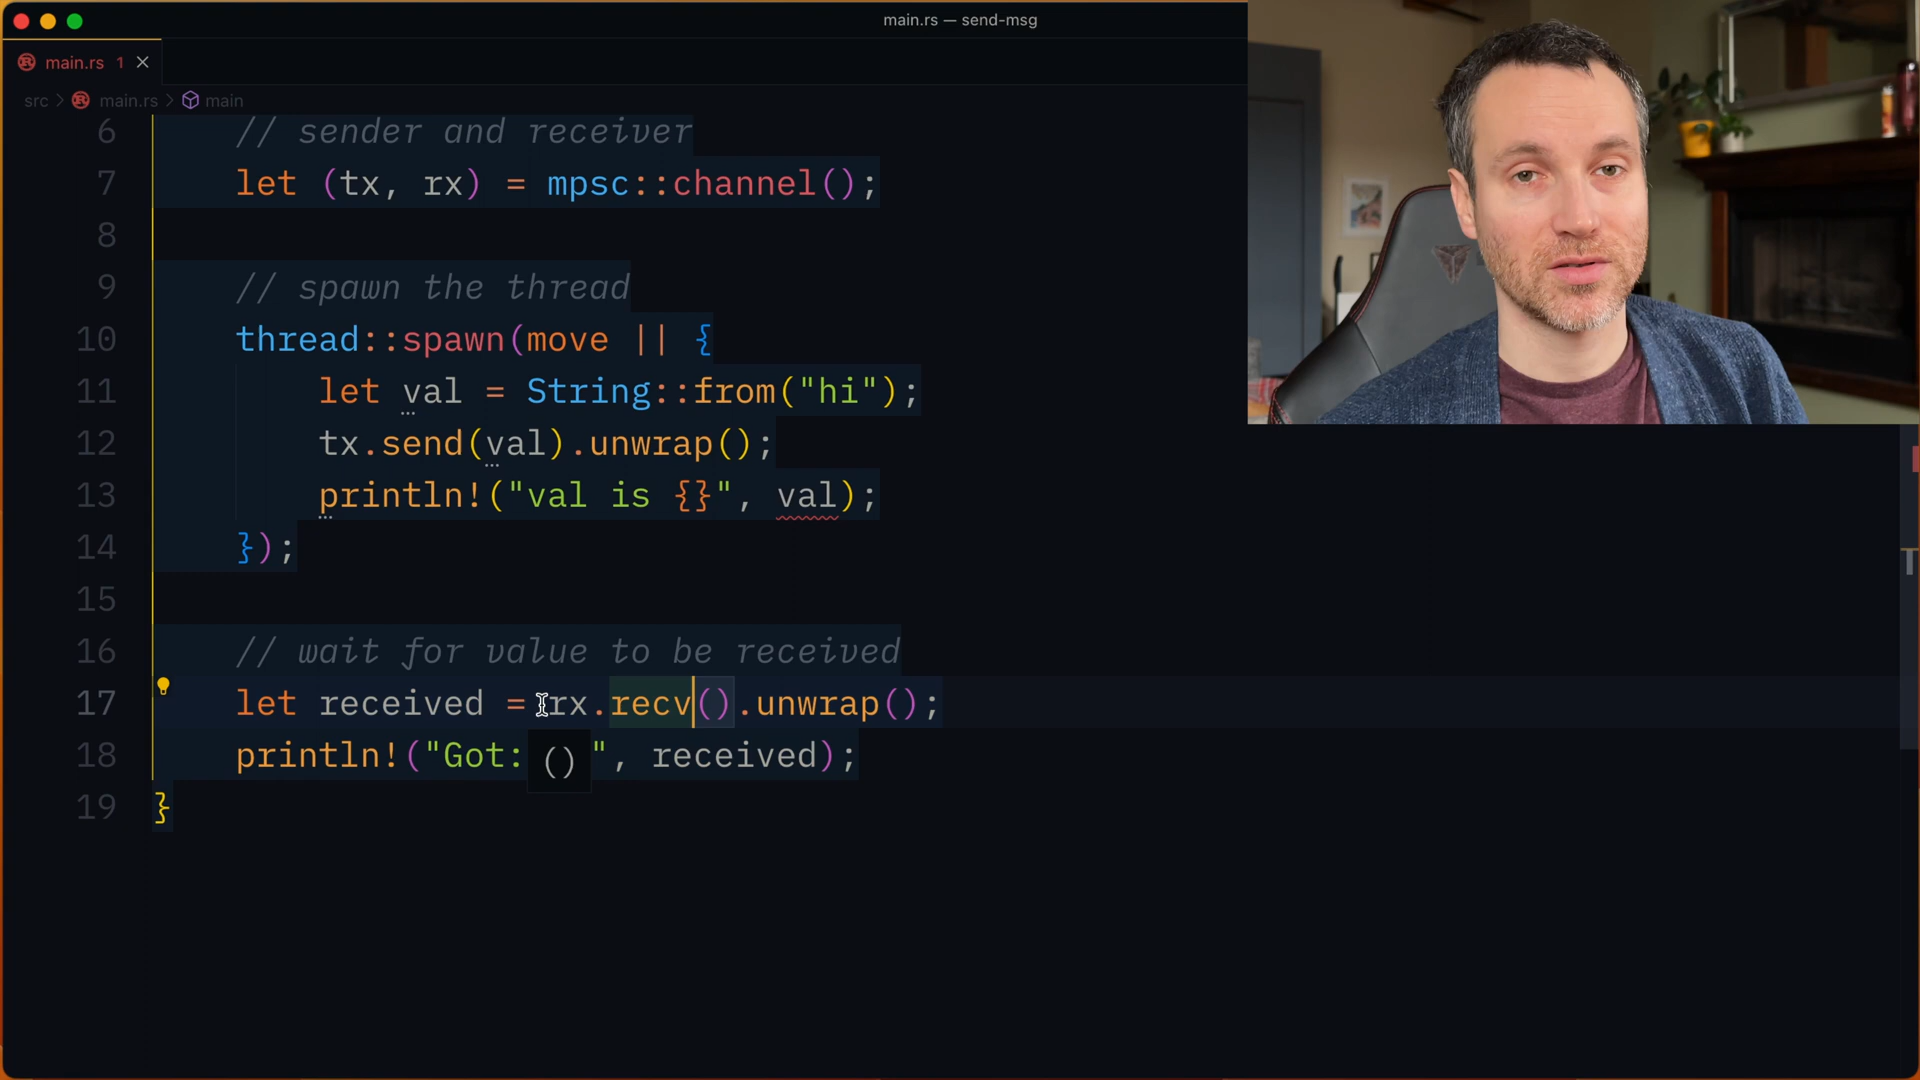 main.rs — send-msg
main.rs 1
src > main.rs > main
6 // sender and receiver
7 let (tx, rx) = mpsc::channel();
8
9 // spawn the thread
10 thread::spawn(move || {
11 let val = String::from("hi");
12 tx.send(val).unwrap();
13 println!("val is {}", val);
14 });
15
16 // wait for value to be received
17 let received = rx.recv().unwrap();
18 println!("Got: ", received);
()
19 }